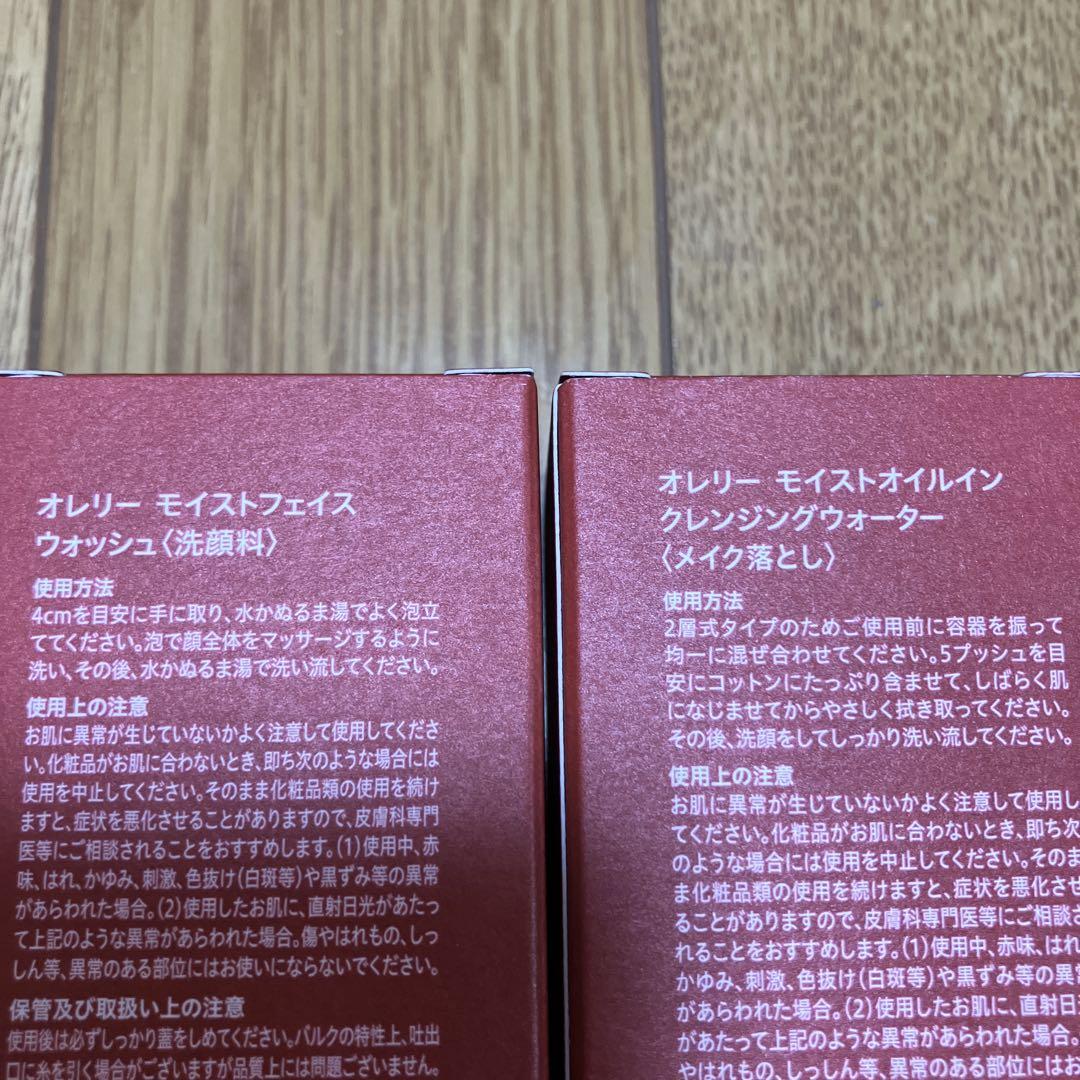 オレリー モイストフェイス
ウォッシュ〈洗顔料〉
使用方法
4cmを目安に手に取り、水かぬるま湯でよく泡立
ててください。泡で顔全体をマッサージするように
洗い、その後、水かぬるま湯で洗い流してください。
使用上の注意
お肌に異常が生じていないかよく注意して使用してくださ
い。化粧品がお肌に合わないとき、即ち次のような場合には
使用を中止してください。そのまま化粧品類の使用を続け
ますと、症状を悪化させることがありますので、皮膚科専門
医等にご相談されることをおすすめします。(1)使用中、赤
味、はれ、かゆみ、刺激、色抜け(白斑等)や黒ずみ等の異常
があらわれた場合。(2)使用したお肌に、直射日光があたっ
て上記のような異常があらわれた場合。傷やはれもの、しっ
しん等、異常のある部位にはお使いにならないでください。
保管及び取扱い上の注意
使用後は必ずしっかり蓋をしめてください。バルクの特性上、吐出
口に糸を引く場合がございますが品質上には問題ございません。
オレリー モイストオイルイン
クレンジングウォーター
〈メイク落とし〉
使用方法
2層式タイプのためご使用前に容器を振って
均一に混ぜ合わせてください。5プッシュを目
安にコットンにたっぷり含ませて、しばらく肌
になじませてからやさしく拭き取ってください。
その後、洗顔をしてしっかり洗い流してください。
使用上の注意
お肌に異常が生じていないかよく注意して使用し
てください。化粧品がお肌に合わないとき、即ち次
のような場合には使用を中止してください。そのま
ま化粧品類の使用を続けますと、症状を悪化させ
ることがありますので、皮膚科専門医等にご相談さ
れることをおすすめします。(1)使用中、赤味、はれ、
かゆみ、刺激、色抜け(白斑等)や黒ずみ等の異常
があらわれた場合。(2)使用したお肌に、直射日光
があたって上記のような異常があらわれた場合。
やはれもの、しっしん等、異常のある部位にはお